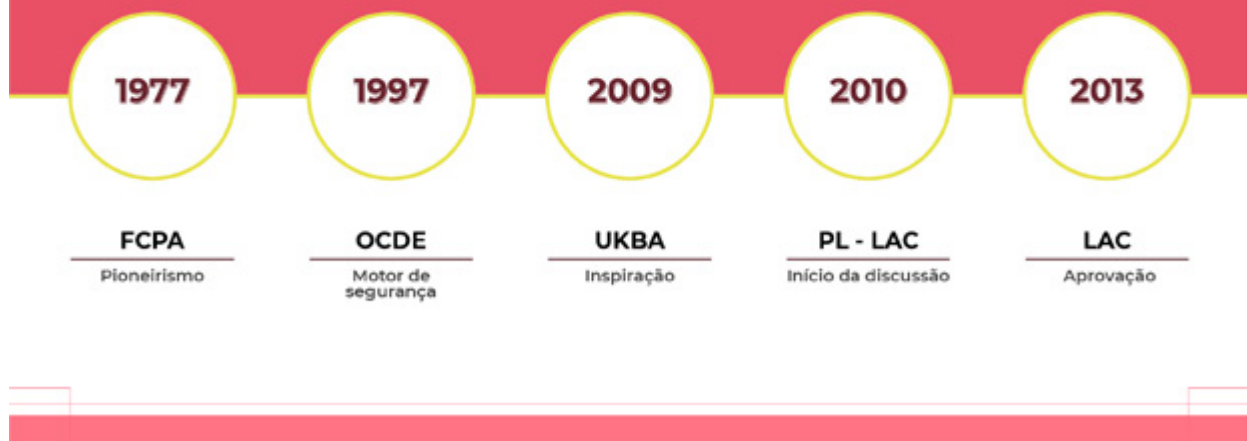 1977
1997
2009
2010
2013
FCPA
Pioneirismo
OCDE
Motor de
segurança
UKBA
Inspiração
PL - LAC
Início da discussão
LAC
Aprovação